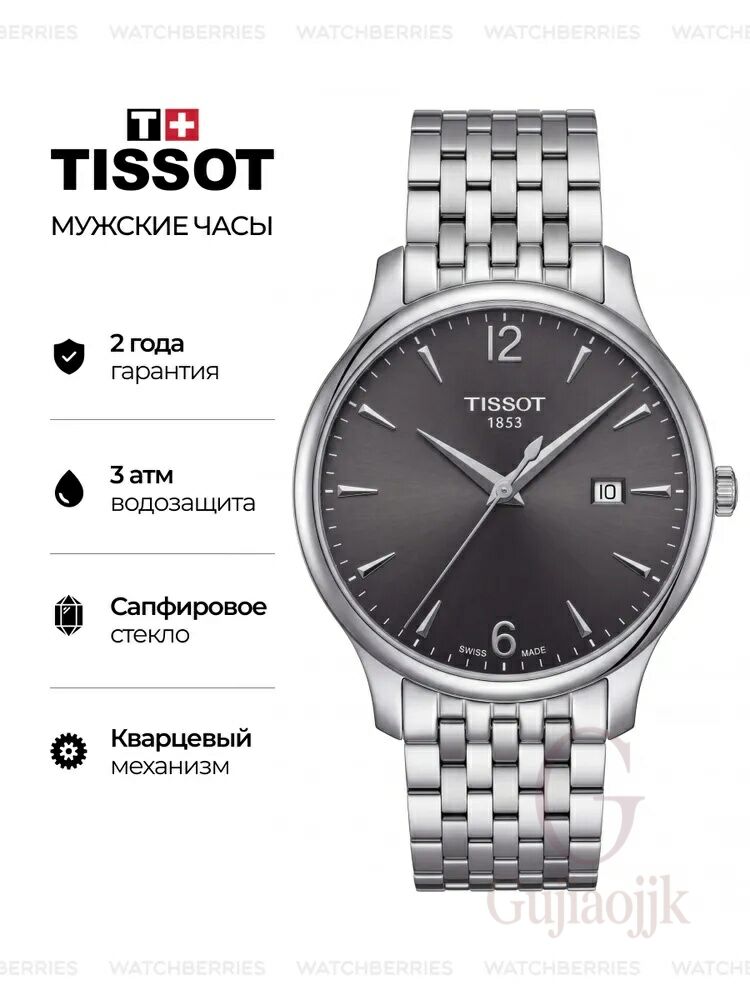 WATCHBERRIES WATCHBERRIES WATCHBERRIES WATCHBERRIES
T+
TISSOT
МУЖСКИЕ ЧАСЫ
2 года
гарантия
3 атм
водозащита
Сапфировое
стекло
Кварцевый
механизм
12
TISSOT
1853
10
6
SWISS MADE
G
Gujiaojjk
WATCHBERRIES WATCHBERRIES WATCHBERRIES WATCHBERRIES